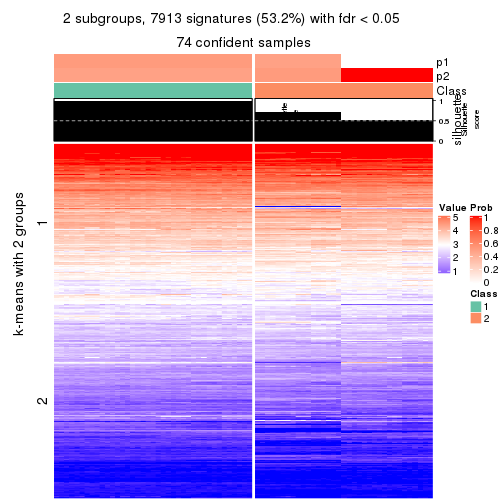 2 subgroups, 7913 signatures (53.2%) with fdr < 0.05
74 confident samples
p1
p2
Class
1
0.5
0
silhouette
Silhouette
score
k-means with 2 groups
1
2
Value
5
4
3
2
1
Prob
1
0.8
0.6
0.4
0.2
0
Class
1
2